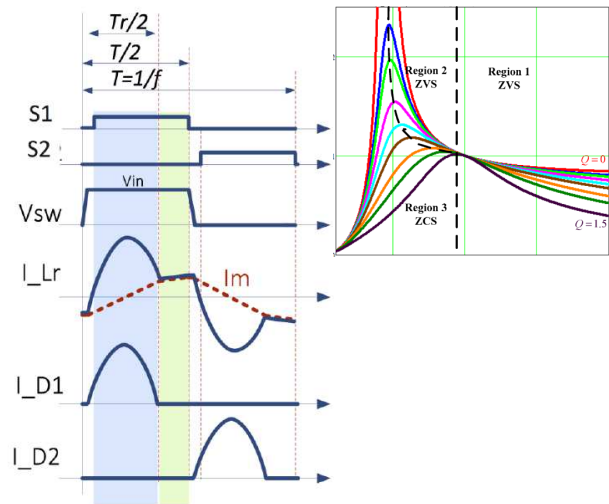 Tr/2
T/2
T=1/f
S1
S2
Vin
Vsw
I_Lr
Im
I_D1
I_D2
Region 2
ZVS
Region 1
ZVS
Q=0
Region 3
ZCS
Q=1.5